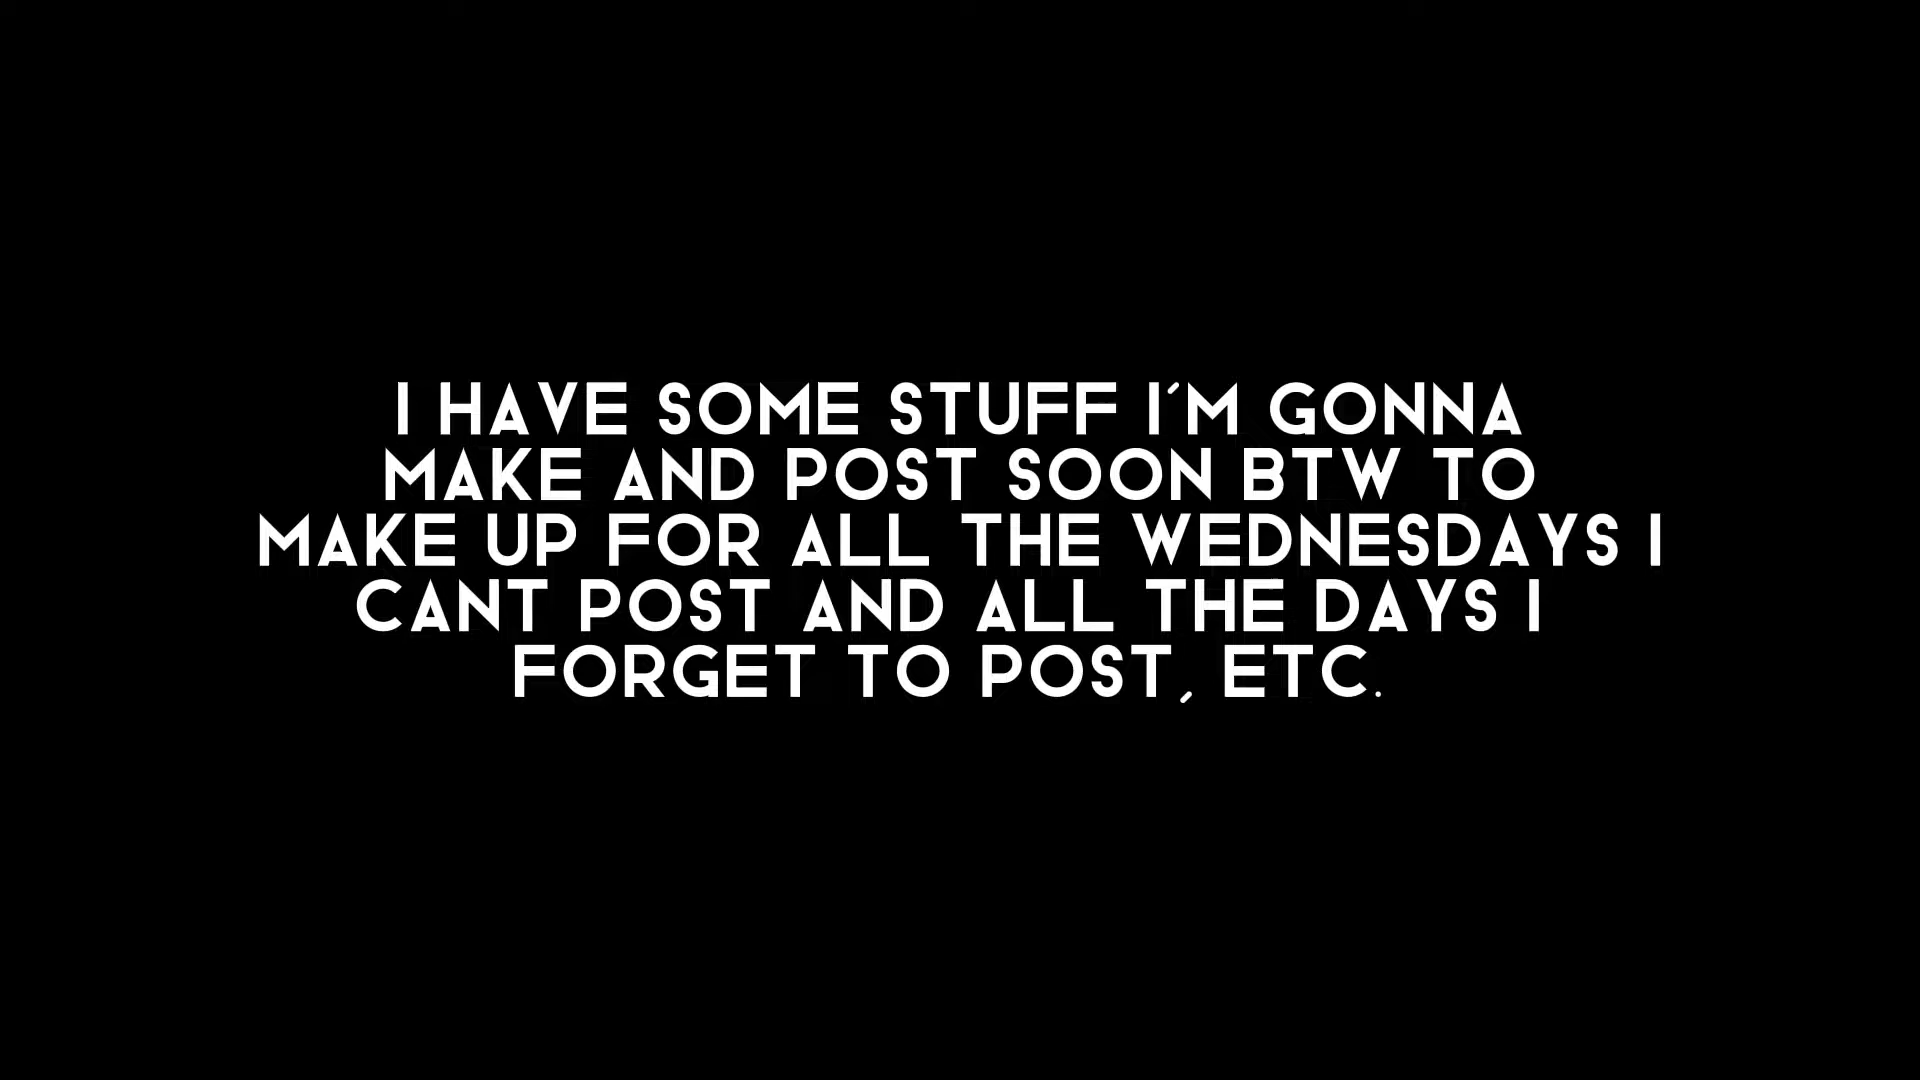 I HAVE SOME STUFF I'M GONNA
MAKE AND POST SOON BTW TO
MAKE UP FOR ALL THE WEDNESDAYS I
CANT POST AND ALL THE DAYS I
FORGET TO POST, ETC.